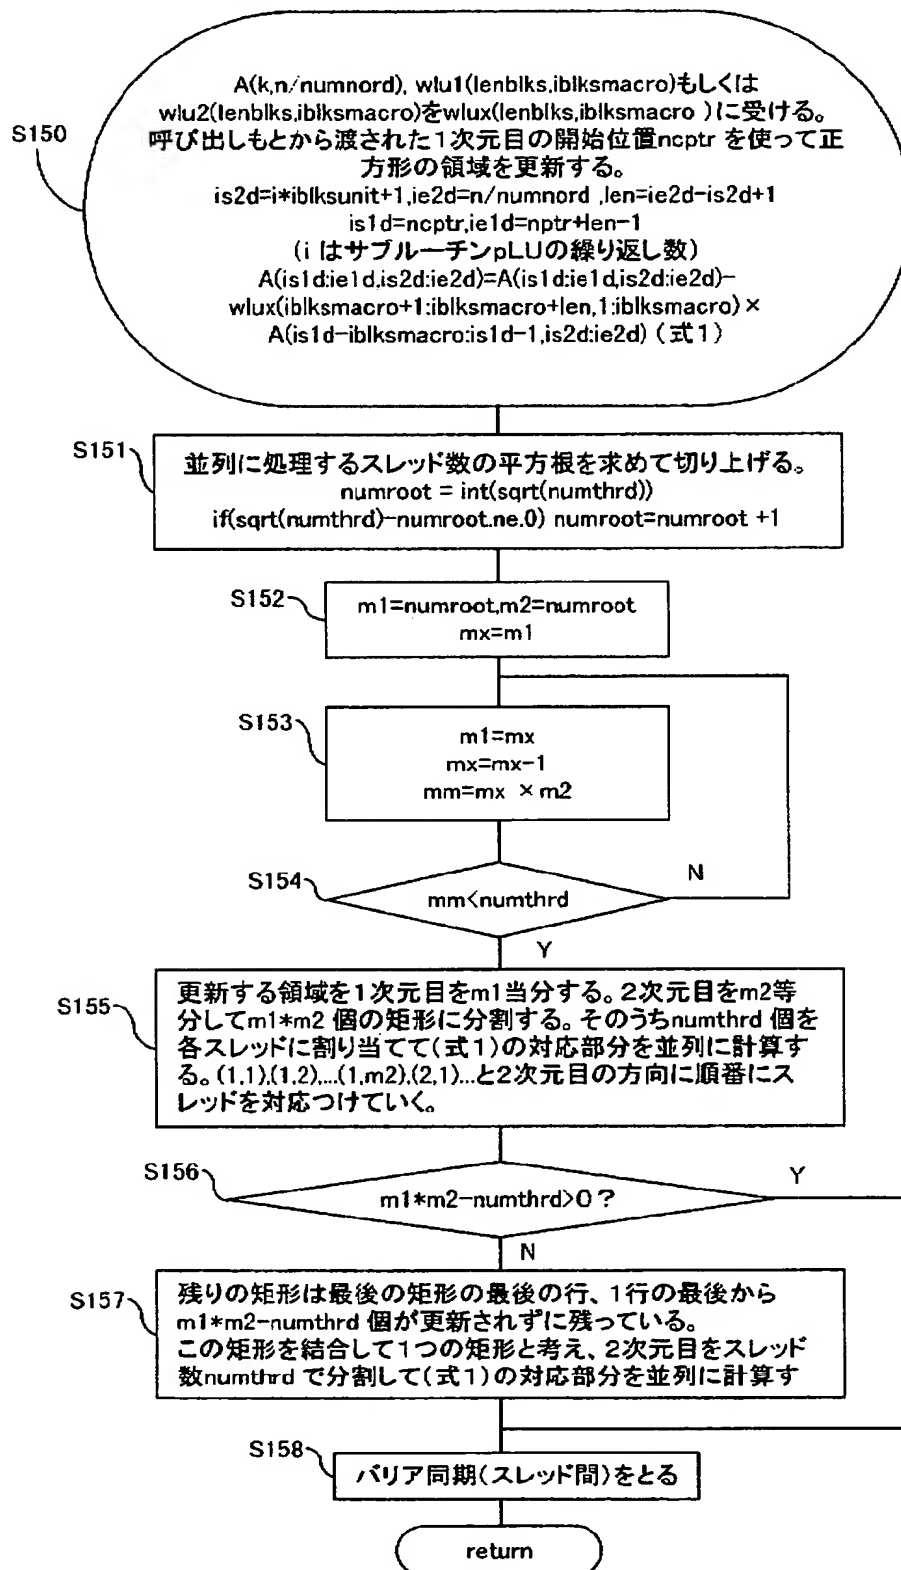 S150
A(k,n/numnord), wlu1(lenblks,iblksmacro)もしくは
wlu2(lenblks,iblksmacro)をwlux(lenblks,iblksmacro )に受ける。
呼び出しもとから渡された1次元目の開始位置ncptr を使って正
方形の領域を更新する。
is2d=i*iblksunit+1,ie2d=n/numnord ,len=ie2d-is2d+1
is1d=ncptr,ie1d=nptr+len-1
(i はサブルーチンpLUの繰り返し数)
A(is1d:ie1d,is2d:ie2d)=A(is1d:ie1d,is2d:ie2d)-
wlux(iblksmacro+1:iblksmacro+len,1:iblksmacro)×
A(is1d-iblksmacro:is1d-1,is2d:ie2d) (式1)
S151
並列に処理するスレッド数の平方根を求めて切り上げる。
numroot = int(sqrt(numthrd))
if(sqrt(numthrd)-numroot.ne.0) numroot=numroot +1
S152
m1=numroot,m2=numroot
mx=m1
S153
m1=mx
mx=mx-1
mm=mx ×m2
S154
mm<numthrd
N
Y
S155
更新する領域を1次元目をm1当分する。2次元目をm2等
分してm1*m2 個の矩形に分割する。そのうちnumthrd 個を
各スレッドに割り当てて(式1)の対応部分を並列に計算す
る。(1,1),(1,2),...(1,m2),(2,1)...と2次元目の方向に順番にス
レッドを対応つけていく。
S156
m1*m2-numthrd>0?
Y
N
S157
残りの矩形は最後の矩形の最後の行、1行の最後から
m1*m2-numthrd 個が更新されずに残っている。
この矩形を結合して1つの矩形と考え、2次元目をスレッド
数numthrd で分割して(式1)の対応部分を並列に計算す
S158
バリア同期(スレッド間)をとる
return